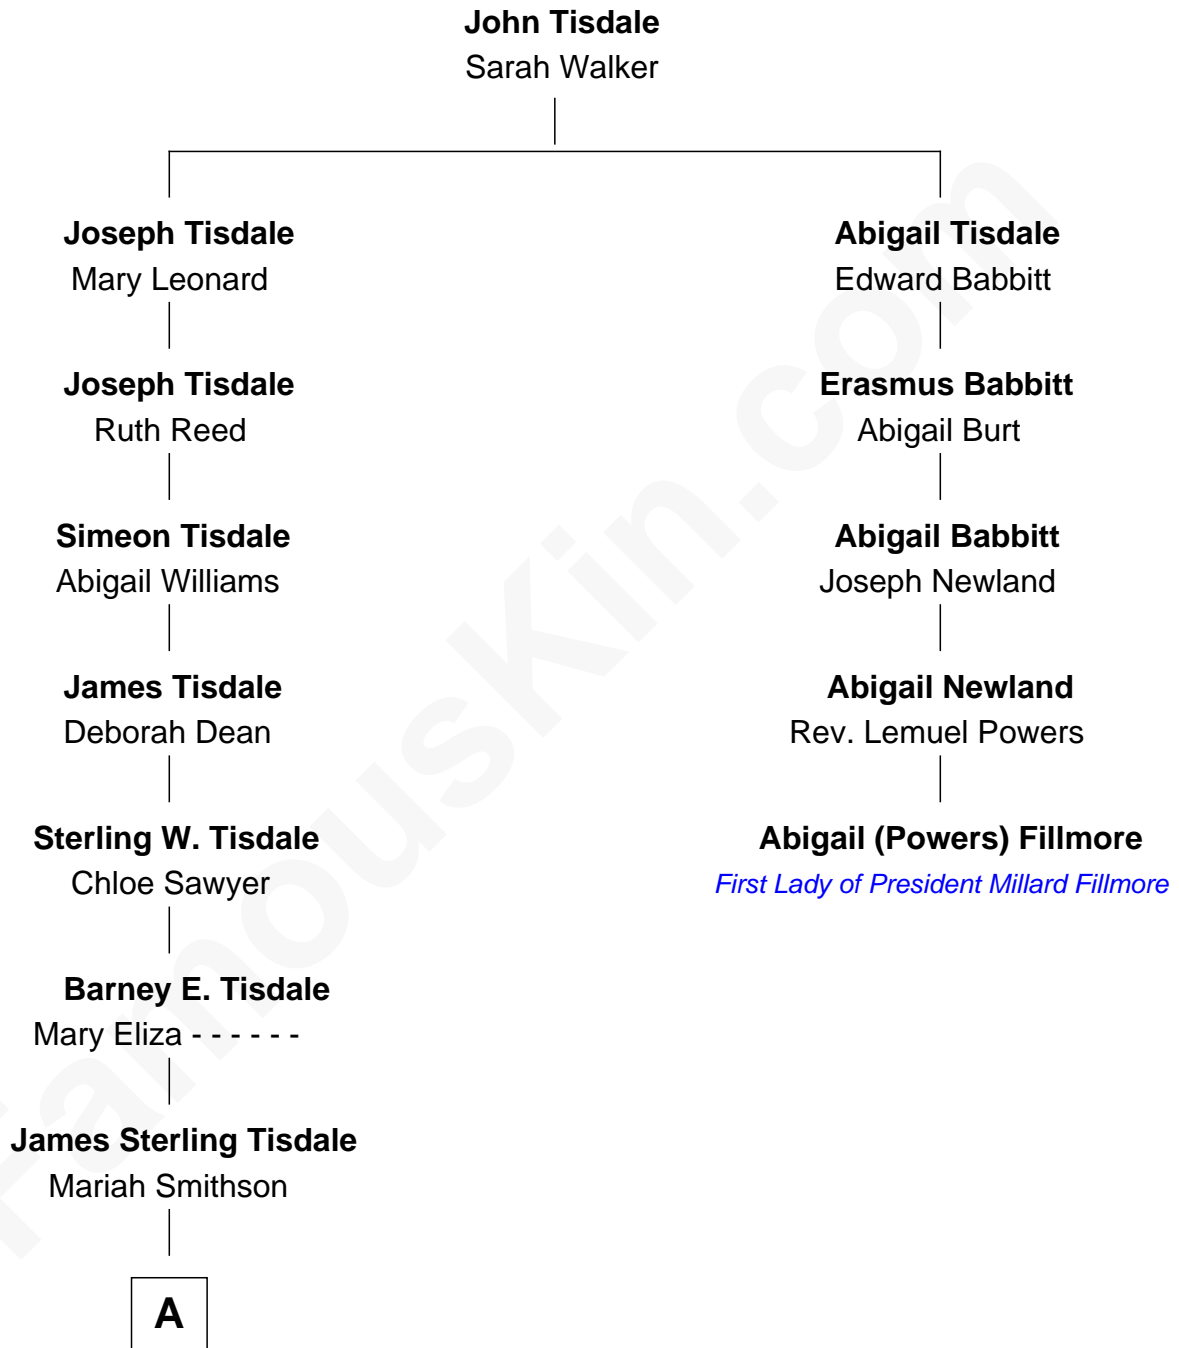 John Tisdale
Sarah Walker
Joseph Tisdale
Mary Leonard
Abigail Tisdale
Edward Babbitt
Joseph Tisdale
Ruth Reed
Erasmus Babbitt
Abigail Burt
Simeon Tisdale
Abigail Williams
Abigail Babbitt
Joseph Newland
James Tisdale
Deborah Dean
Abigail Newland
Rev. Lemuel Powers
Sterling W. Tisdale
Chloe Sawyer
Abigail (Powers) Fillmore
First Lady of President Millard Fillmore
Barney E. Tisdale
Mary Eliza - - - - - -
James Sterling Tisdale
Mariah Smithson
A
FamousKin.com